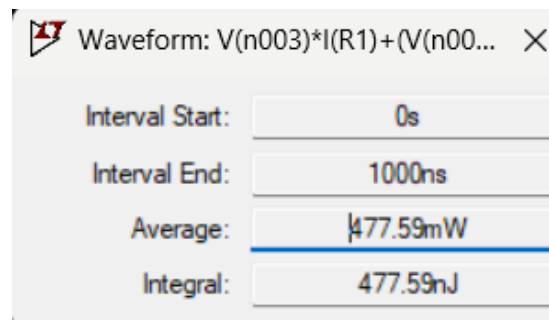 Waveform: V(n003)*I(R1)+(V(n00...
Interval Start: 0s
Interval End: 1000ns
Average: 477.59mW
Integral: 477.59nJ